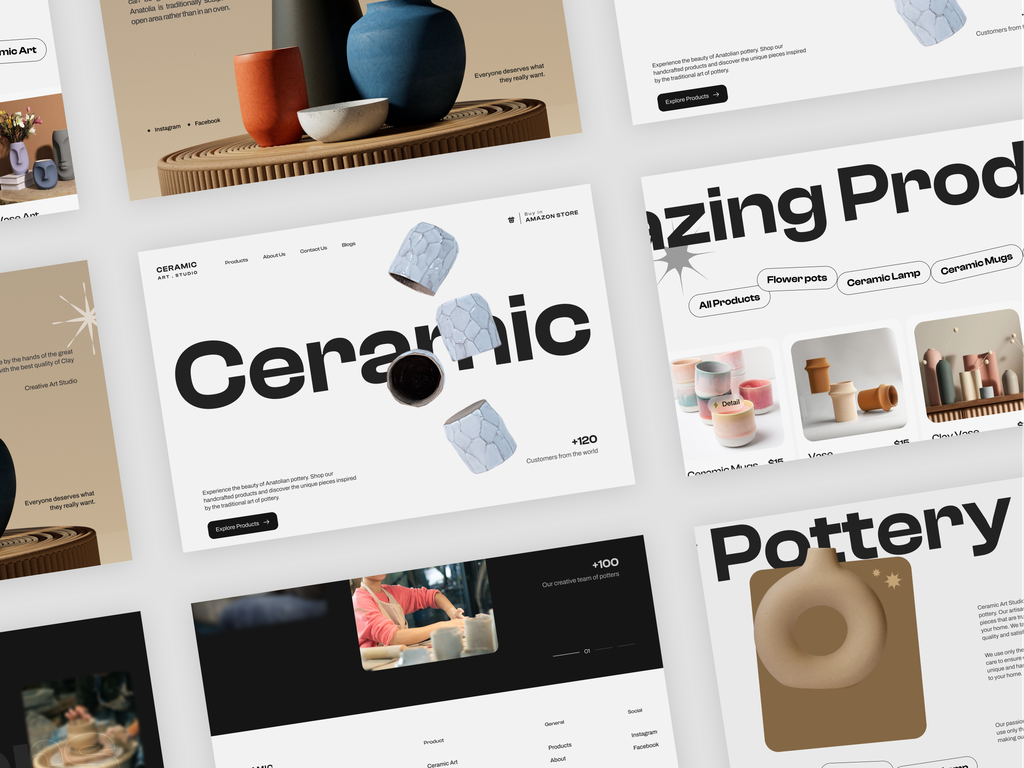 mic Art
Vase Art
Anatolia is traditionally
open area rather than in an oven.
Everyone deserves what
they really want.
• Instagram • Facebook
Experience the beauty of Anatolian pottery. Shop our
handcrafted products and discover the unique pieces inspired
by the traditional art of pottery.
Explore Products →
Customers from
e by the hands of the great
with the best quality of Clay
Creative Art Studio
Everyone deserves what
they really want.
CERAMIC
ART . STUDIO
Products
About Us
Contact Us
Blogs
Buy in
AMAZON STORE
Ceramic
+120
Customers from the world
Experience the beauty of Anatolian pottery. Shop our
handcrafted products and discover the unique pieces inspired
by the traditional art of pottery.
Explore Products →
azing Prod
All Products
Flower pots
Ceramic Lamp
Ceramic Mugs
Detail
Ceramic Mugs $15
Vase $15
Clay Vase
+100
Our creative team of potters
01
Product
Ceramic Art
General
Products
About
Social
Instagram
Facebook
Pottery
Ceramic Art Studio
pottery. Our artisa
pieces that are tru
your home. We
quality and satisf
We use only the
care to ensure
unique and
to your home.
Our passion
use only the
making